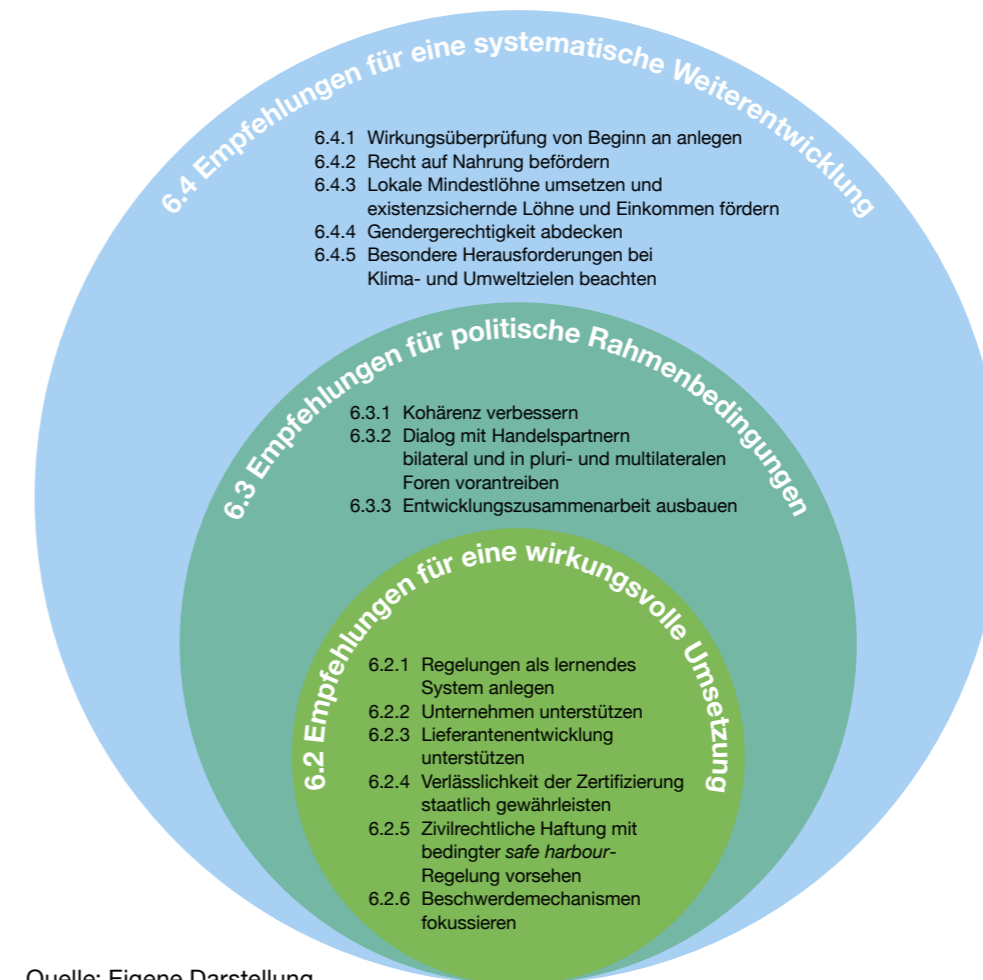 6.4 Empfehlungen für eine systematische Weiterentwicklung
6.4.1 Wirkungsüberprüfung von Beginn an anlegen
6.4.2 Recht auf Nahrung befördern
6.4.3 Lokale Mindestlöhne umsetzen und
existenzsichernde Löhne und Einkommen fördern
6.4.4 Gendergerechtigkeit abdecken
6.4.5 Besondere Herausforderungen bei
Klima- und Umweltzielen beachten
6.3 Empfehlungen für politische Rahmenbedingungen
6.3.1 Kohärenz verbessern
6.3.2 Dialog mit Handelspartnern
bilateral und in pluri- und multilateralen
Foren vorantreiben
6.3.3 Entwicklungszusammenarbeit ausbauen
6.2 Empfehlungen für eine wirkungsvolle Umsetzung
6.2.1 Regelungen als lernendes
System anlegen
6.2.2 Unternehmen unterstützen
6.2.3 Lieferantenentwicklung
unterstützen
6.2.4 Verlässlichkeit der Zertifizierung
staatlich gewährleisten
6.2.5 Zivilrechtliche Haftung mit
bedingter safe harbour-
Regelung vorsehen
6.2.6 Beschwerdemechanismen
fokussieren
Quelle: Eigene Darstellung